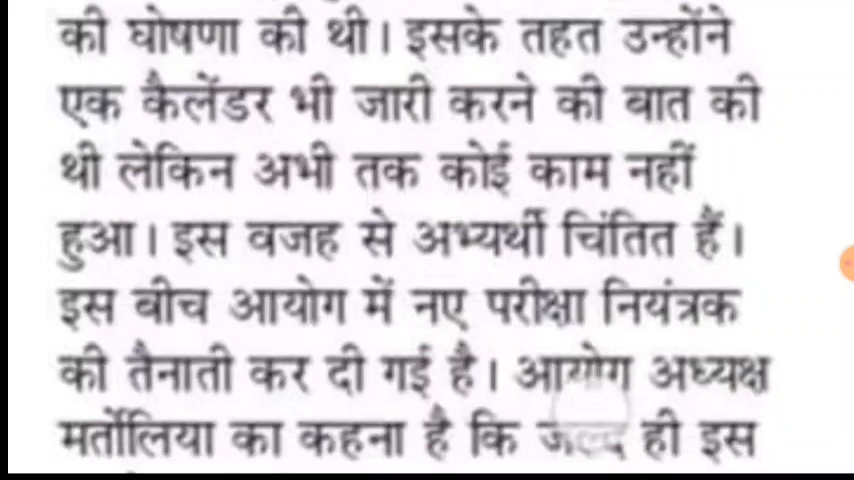 की घोषणा की थी। इसके तहत उन्होंने
एक कैलेंडर भी जारी करने की बात की
थी लेकिन अभी तक कोई काम नहीं
हुआ। इस वजह से अभ्यर्थी चिंतित हैं।
इस बीच आयोग में नए परीक्षा नियंत्रक
की तैनाती कर दी गई है। आयोग अध्यक्ष
मर्तोलिया का कहना है कि जल्द ही इस